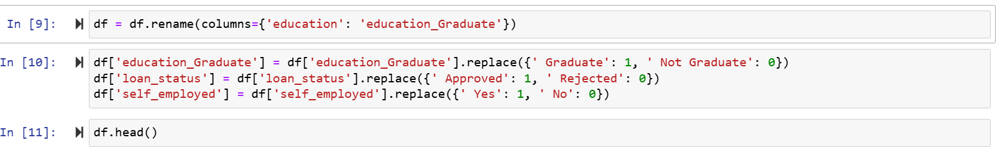 In [9]: df = df.rename(columns={'education': 'education_Graduate'})
In [10]: df['education_Graduate'] = df['education_Graduate'].replace({' Graduate': 1, ' Not Graduate': 0})
df['loan_status'] = df['loan_status'].replace({' Approved': 1, ' Rejected': 0})
df['self_employed'] = df['self_employed'].replace({' Yes': 1, ' No': 0})
In [11]: df.head()